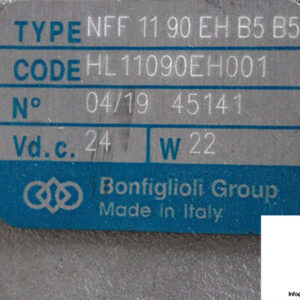 TYPE NFF 11 90 EH B5 B5
CODE HL11090EH001
N° 04/19 45141
Vd.c. 24 W 22
Bonfiglioli Group
Made in Italy